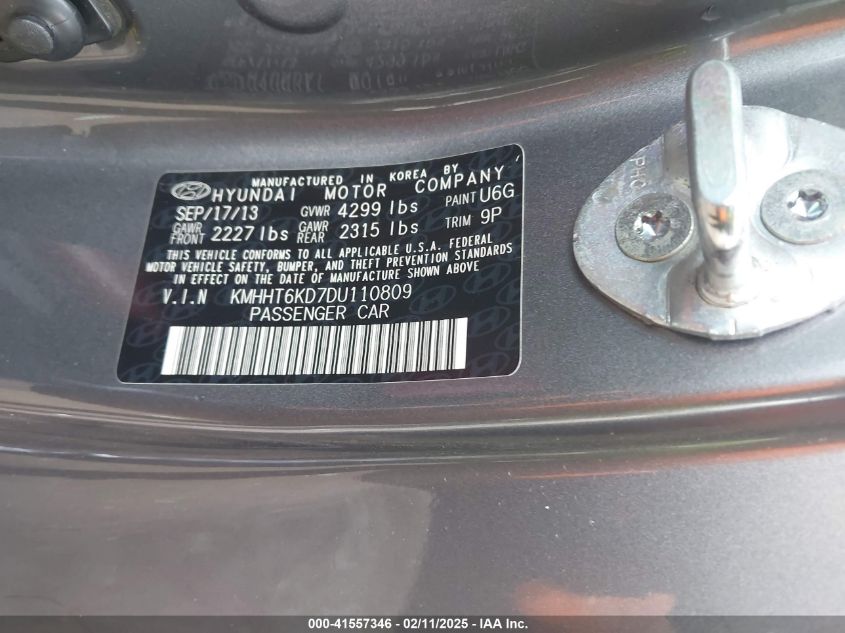 MANUFACTURED IN KOREA BY
HYUNDAI MOTOR COMPANY
SEP/17/13 GVWR 4299 lbs PAINT U6G
GAWR FRONT 2227 lbs GAWR REAR 2315 lbs TRIM 9P
THIS VEHICLE CONFORMS TO ALL APPLICABLE U.S.A. FEDERAL
MOTOR VEHICLE SAFETY, BUMPER, AND THEFT PREVENTION STANDARDS
IN EFFECT ON THE DATE OF MANUFACTURE SHOWN ABOVE
V.I.N KMHHT6KD7DU110809
PASSENGER CAR
PHC
000-41557346 - 02/11/2025 - IAA Inc.